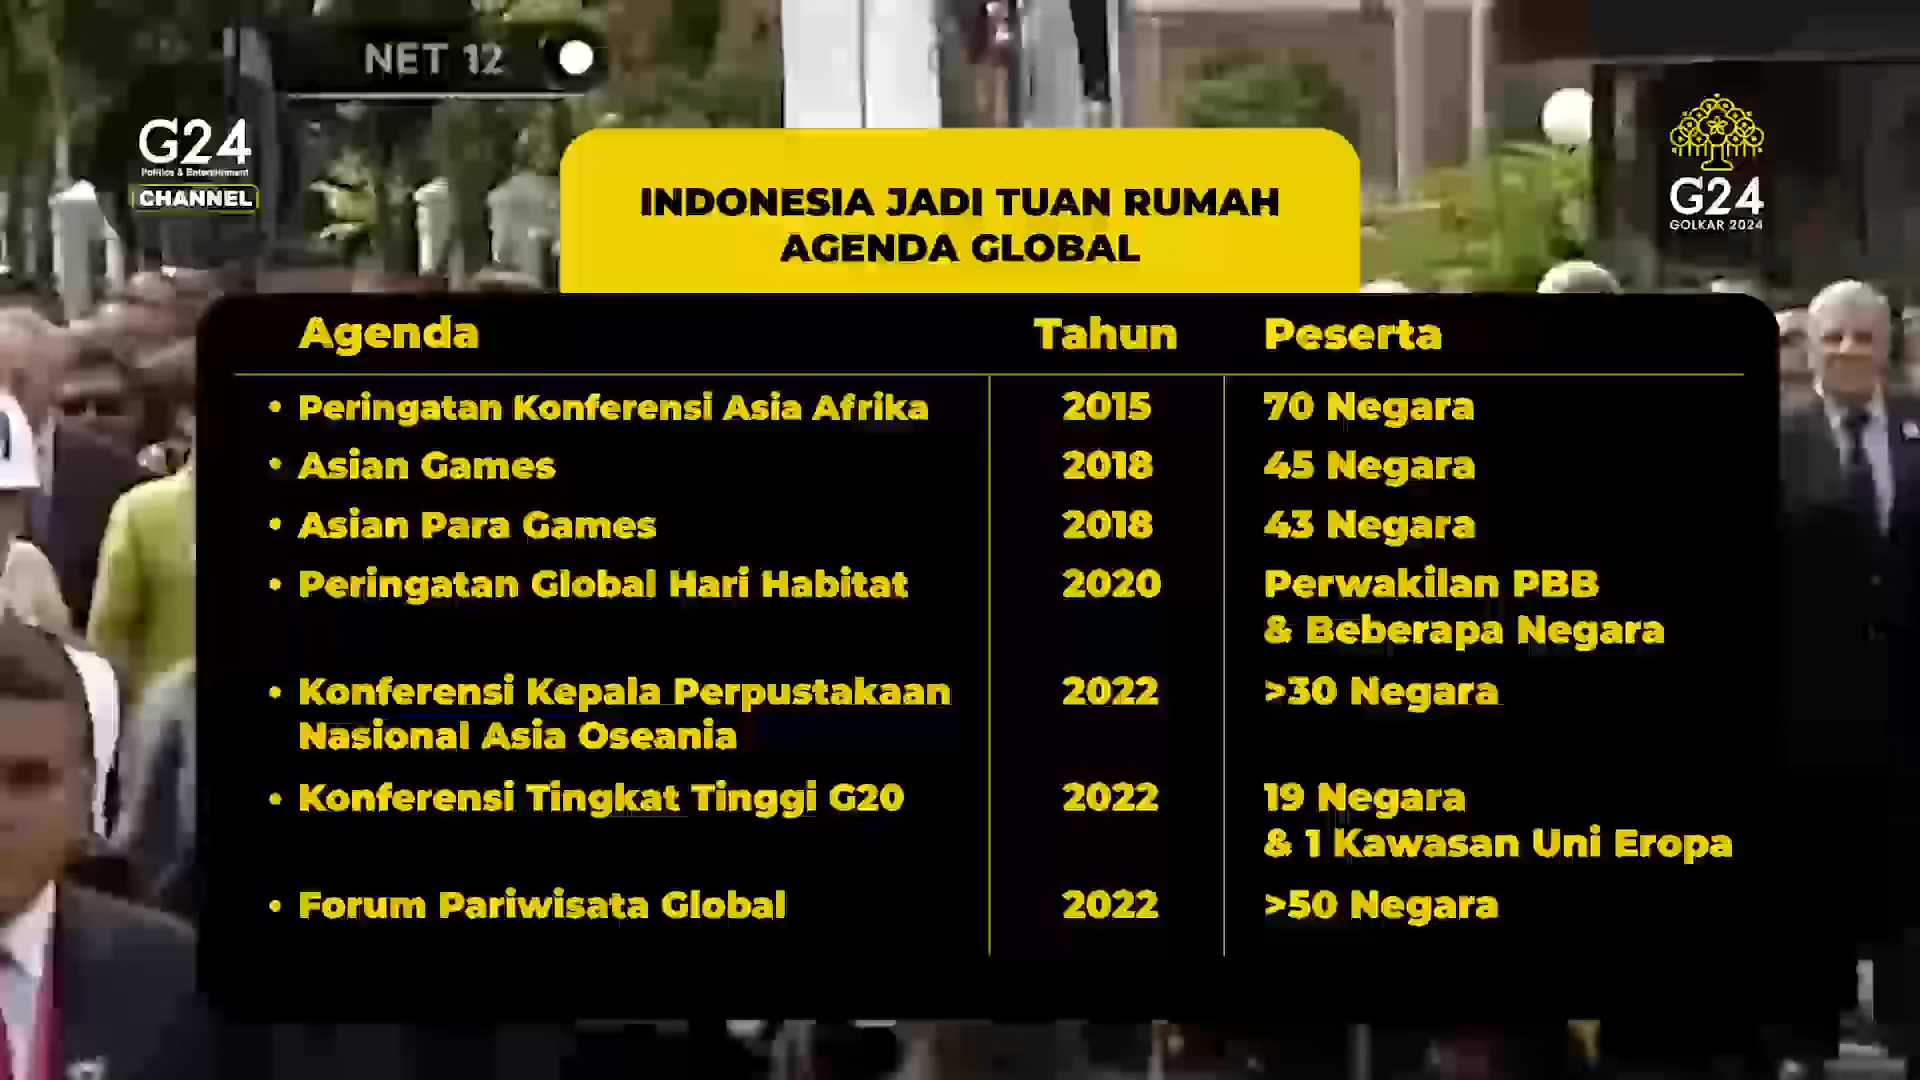 NET 12
G24
Politics & Entertainment
CHANNEL
G24
GOLKAR 2024
INDONESIA JADI TUAN RUMAH
AGENDA GLOBAL
Agenda Tahun Peserta
• Peringatan Konferensi Asia Afrika 2015 70 Negara
• Asian Games 2018 45 Negara
• Asian Para Games 2018 43 Negara
• Peringatan Global Hari Habitat 2020 Perwakilan PBB
& Beberapa Negara
• Konferensi Kepala Perpustakaan 2022 >30 Negara
Nasional Asia Oseania
• Konferensi Tingkat Tinggi G20 2022 19 Negara
& 1 Kawasan Uni Eropa
• Forum Pariwisata Global 2022 >50 Negara